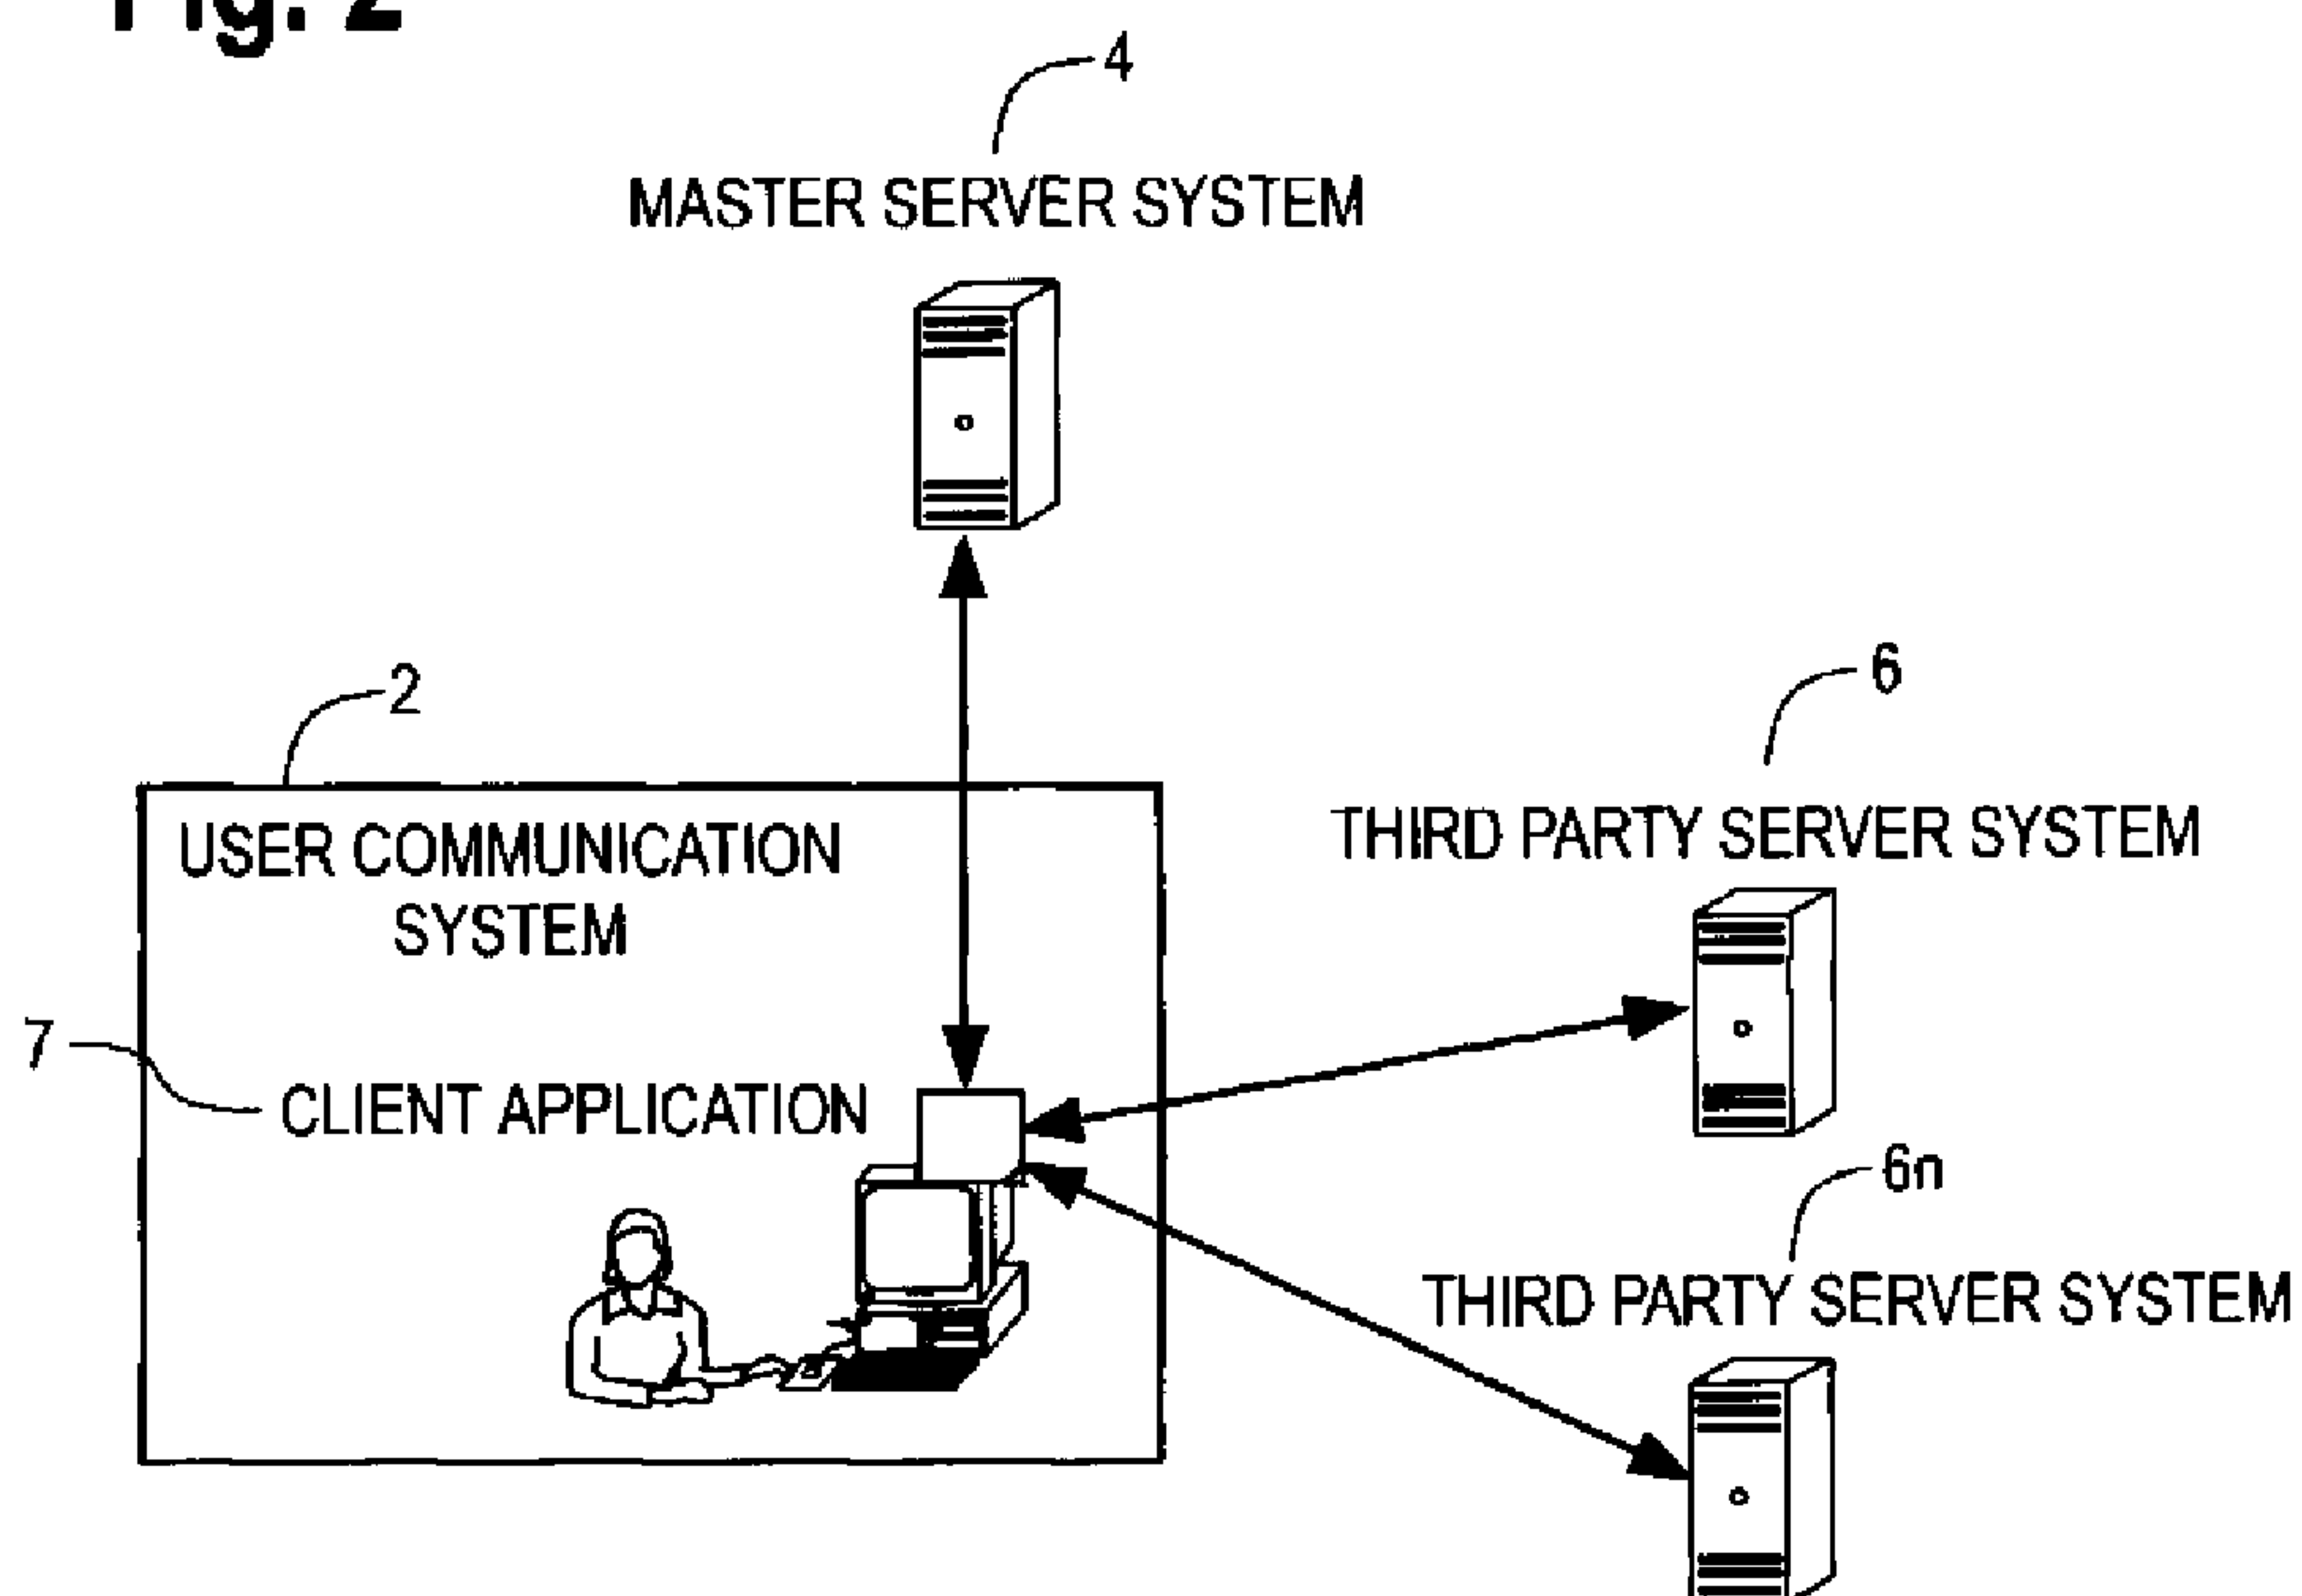 Fig. 2
4
MASTER SERVER SYSTEM
2
6
USER COMMUNICATION
SYSTEM
THIRD PARTY SERVER SYSTEM
7
CLIENT APPLICATION
6n
THIRD PARTY SERVER SYSTEM